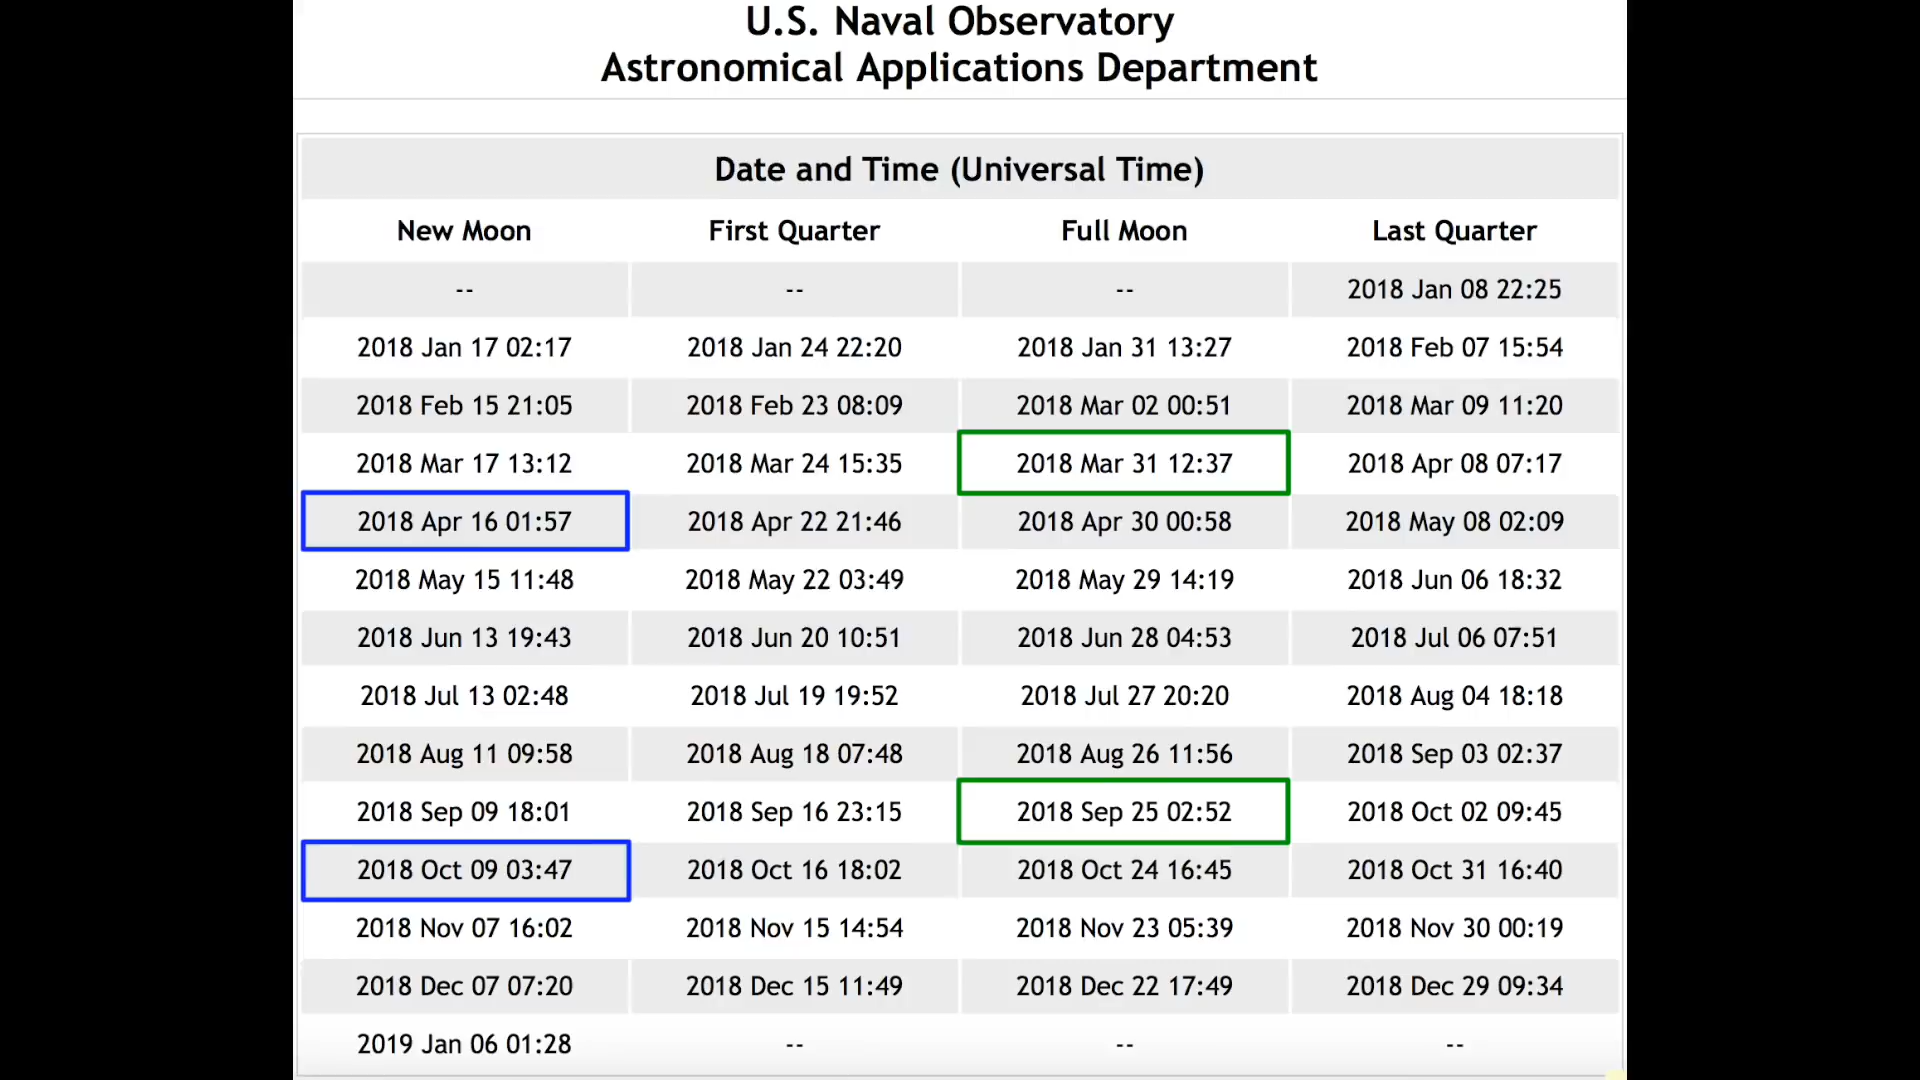 U.S. Naval Observatory
Astronomical Applications Department
Date and Time (Universal Time)
New Moon First Quarter Full Moon Last Quarter
-- -- -- 2018 Jan 08 22:25
2018 Jan 17 02:17 2018 Jan 24 22:20 2018 Jan 31 13:27 2018 Feb 07 15:54
2018 Feb 15 21:05 2018 Feb 23 08:09 2018 Mar 02 00:51 2018 Mar 09 11:20
2018 Mar 17 13:12 2018 Mar 24 15:35 2018 Mar 31 12:37 2018 Apr 08 07:17
2018 Apr 16 01:57 2018 Apr 22 21:46 2018 Apr 30 00:58 2018 May 08 02:09
2018 May 15 11:48 2018 May 22 03:49 2018 May 29 14:19 2018 Jun 06 18:32
2018 Jun 13 19:43 2018 Jun 20 10:51 2018 Jun 28 04:53 2018 Jul 06 07:51
2018 Jul 13 02:48 2018 Jul 19 19:52 2018 Jul 27 20:20 2018 Aug 04 18:18
2018 Aug 11 09:58 2018 Aug 18 07:48 2018 Aug 26 11:56 2018 Sep 03 02:37
2018 Sep 09 18:01 2018 Sep 16 23:15 2018 Sep 25 02:52 2018 Oct 02 09:45
2018 Oct 09 03:47 2018 Oct 16 18:02 2018 Oct 24 16:45 2018 Oct 31 16:40
2018 Nov 07 16:02 2018 Nov 15 14:54 2018 Nov 23 05:39 2018 Nov 30 00:19
2018 Dec 07 07:20 2018 Dec 15 11:49 2018 Dec 22 17:49 2018 Dec 29 09:34
2019 Jan 06 01:28 -- -- --